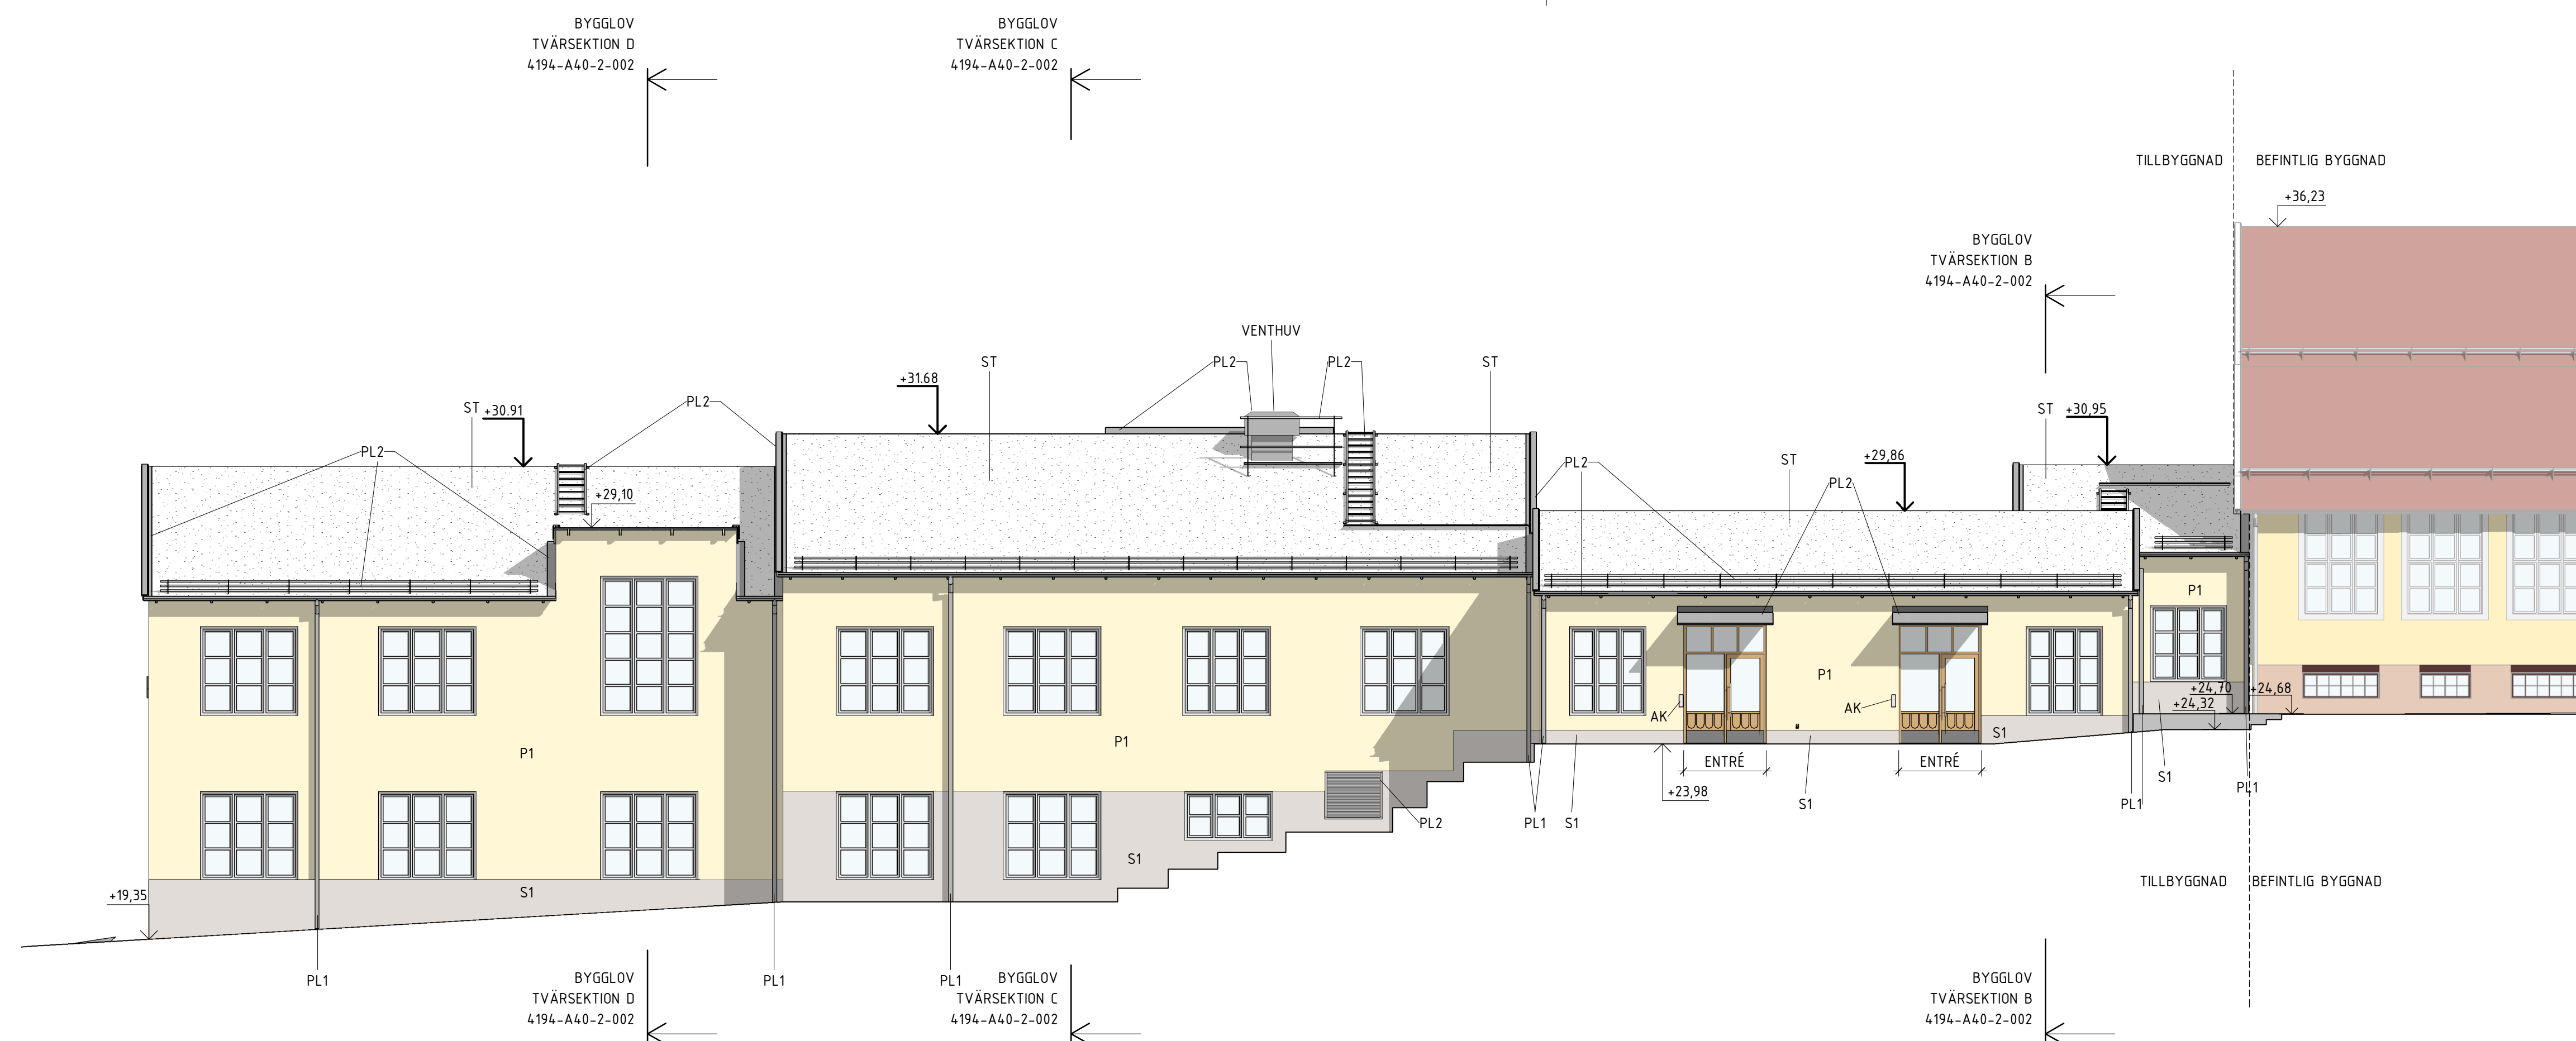 BYGGLOV
TVÄRSEKTION D
4194-A40-2-002
BYGGLOV
TVÄRSEKTION C
4194-A40-2-002
TILLBYGGNAD
BEFINTLIG BYGGNAD
+36,23
BYGGLOV
TVÄRSEKTION B
4194-A40-2-002
VENTHUV
ST
PL2
PL2
ST
+31.68
PL2
ST
+30.91
ST
+30,95
PL2
PL2
ST
+29,86
PL2
+29,10
P1
P1
+24,70
+24,68
+24,32
AK
AK
P1
P1
S1
ENTRÉ
ENTRÉ
S1
PL1
+23,98
PL1
S1
S1
PL1
PL2
S1
TILLBYGGNAD
BEFINTLIG BYGGNAD
S1
+19,35
PL1
PL1
PL1
BYGGLOV
TVÄRSEKTION D
4194-A40-2-002
BYGGLOV
TVÄRSEKTION C
4194-A40-2-002
BYGGLOV
TVÄRSEKTION B
4194-A40-2-002